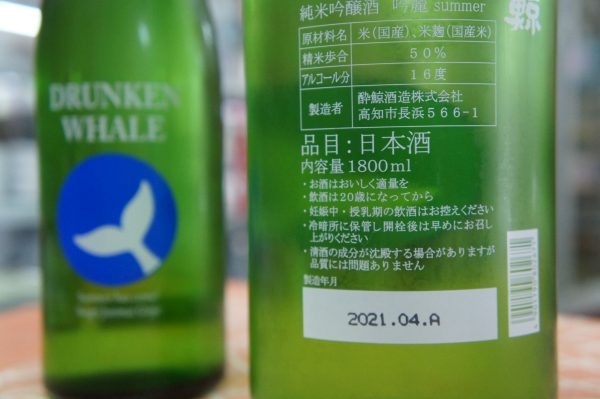 DRUNKEN
WHALE
純米吟醸酒 吟麗 summer
鯨
原材料名 米(国産)、米麹(国産米)
精米歩合 50%
アルコール分 16度
製造者 酔鯨酒造株式会社
高知市長浜566-1
品目:日本酒
内容量1800ml
・お酒はおいしく適量を
・飲酒は20歳になってから
・妊娠中・授乳期の飲酒はお控えください
・冷暗所に保管し開栓後は早めにお召し
上がりください
・清酒の成分が沈殿する場合がありますが
品質には問題ありません
製造年月
2021.04.A